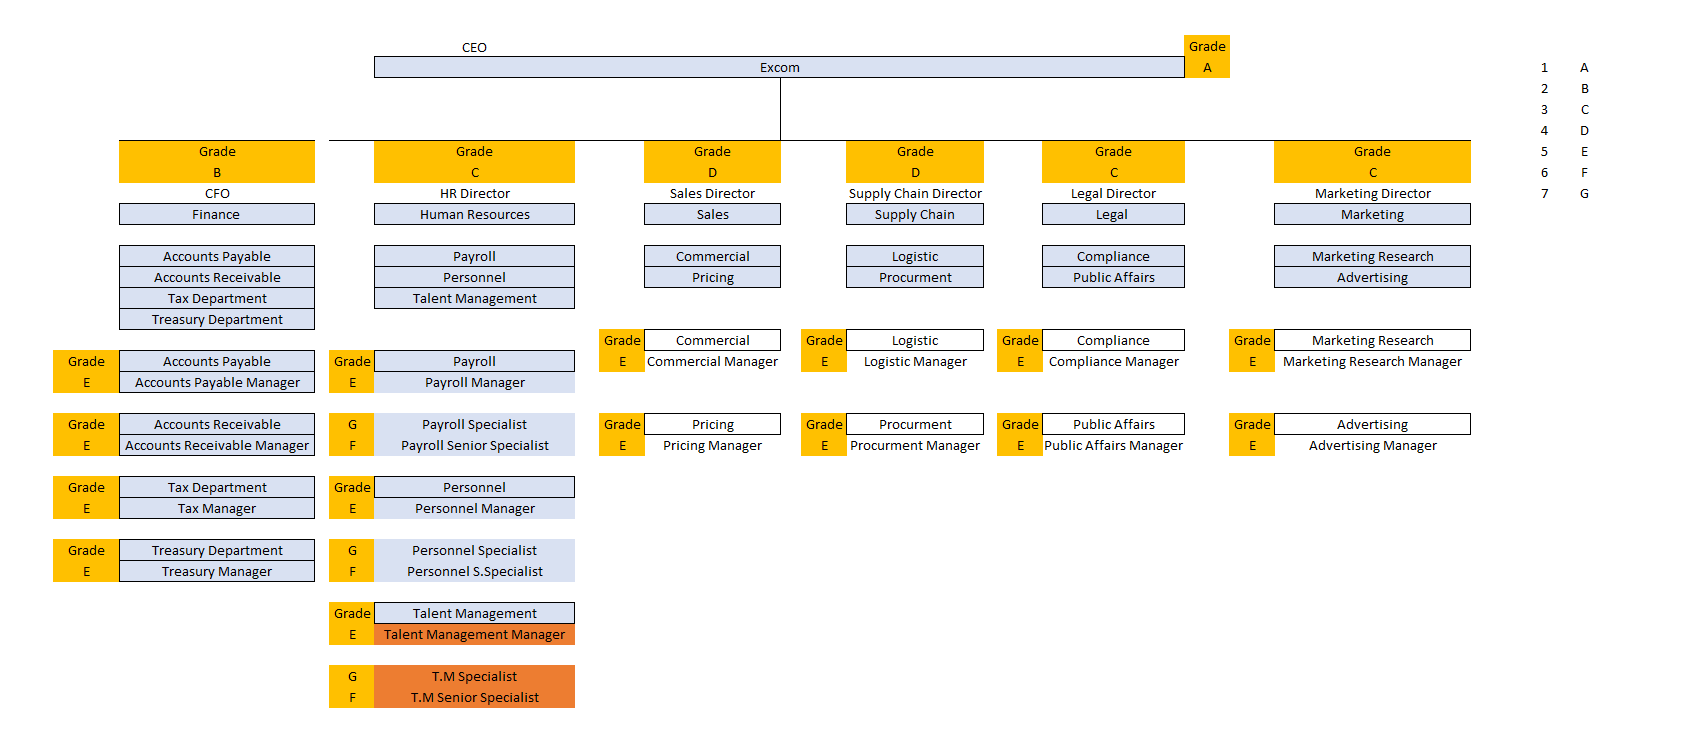 CEO Grade
Excom A 1 A
2 B
3 C
4 D
Grade Grade Grade Grade Grade Grade 5 E
B C D D C C 6 F
CFO HR Director Sales Director Supply Chain Director Legal Director Marketing Director 7 G
Finance Human Resources Sales Supply Chain Legal Marketing
Accounts Payable Payroll Commercial Logistic Compliance Marketing Research
Accounts Receivable Personnel Pricing Procurment Public Affairs Advertising
Tax Department Talent Management
Treasury Department
Grade Commercial Grade Logistic Grade Compliance Grade Marketing Research
Grade Accounts Payable Grade Payroll E Commercial Manager E Logistic Manager E Compliance Manager E Marketing Research Manager
E Accounts Payable Manager E Payroll Manager
Grade Accounts Receivable G Payroll Specialist Grade Pricing Grade Procurment Grade Public Affairs Grade Advertising
E Accounts Receivable Manager F Payroll Senior Specialist E Pricing Manager E Procurment Manager E Public Affairs Manager E Advertising Manager
Grade Tax Department Grade Personnel
E Tax Manager E Personnel Manager
Grade Treasury Department G Personnel Specialist
E Treasury Manager F Personnel S.Specialist
Grade Talent Management
E Talent Management Manager
G T.M Specialist
F T.M Senior Specialist